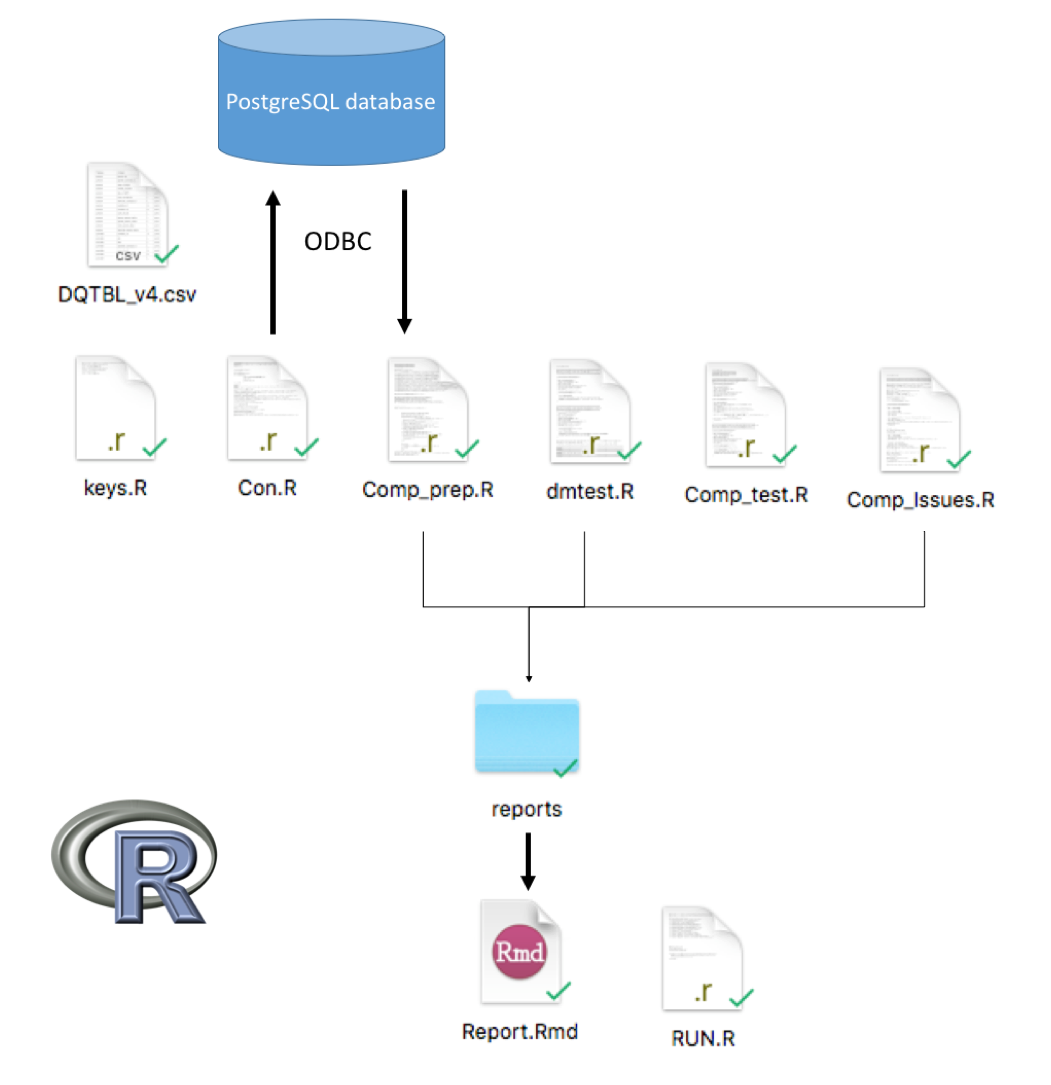 PostgreSQL database
ODBC
CSV
DQTBL_v4.csv
.r
.r
.r
.r
.r
.r
keys.R
Con.R
Comp_prep.R
dmtest.R
Comp_test.R
Comp_Issues.R
reports
R
Rmd
.r
Report.Rmd
RUN.R